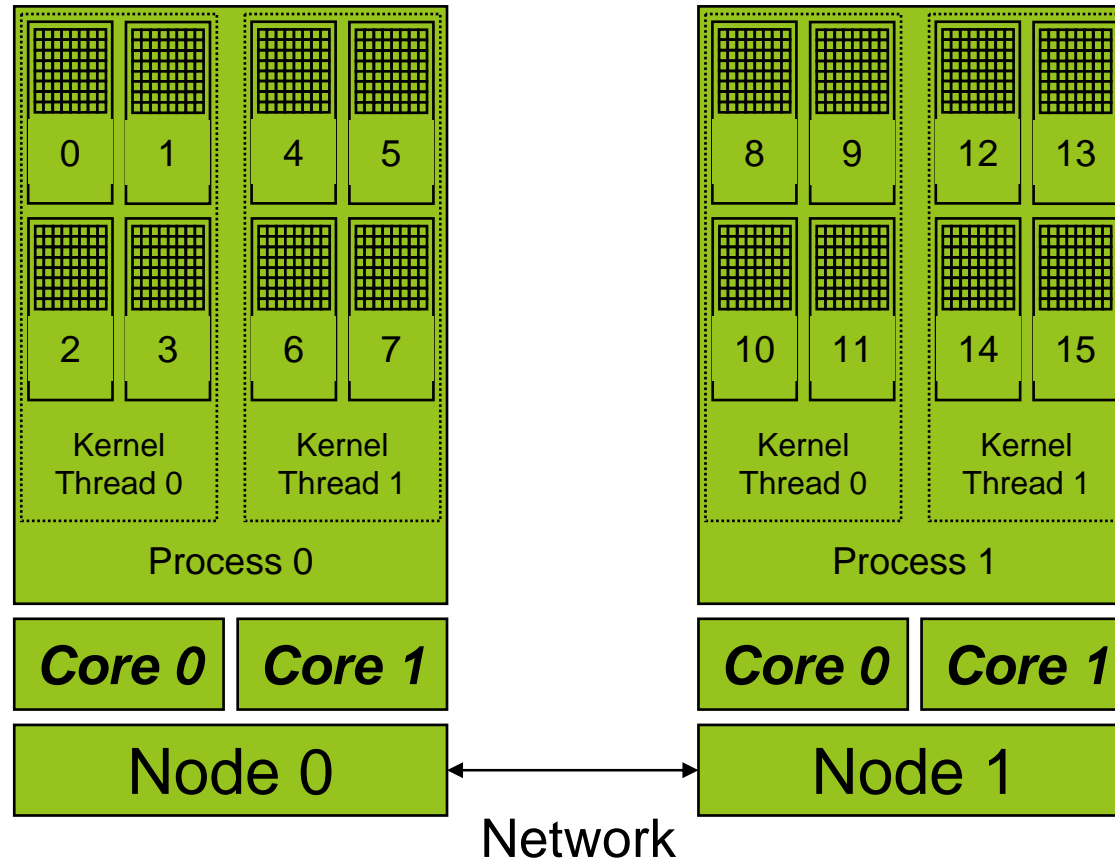 0 1 4 5
2 3 6 7
Kernel Thread 0
Kernel Thread 1
Process 0
Core 0 Core 1
Node 0
8 9 12 13
10 11 14 15
Kernel Thread 0
Kernel Thread 1
Process 1
Core 0 Core 1
Node 1
Network